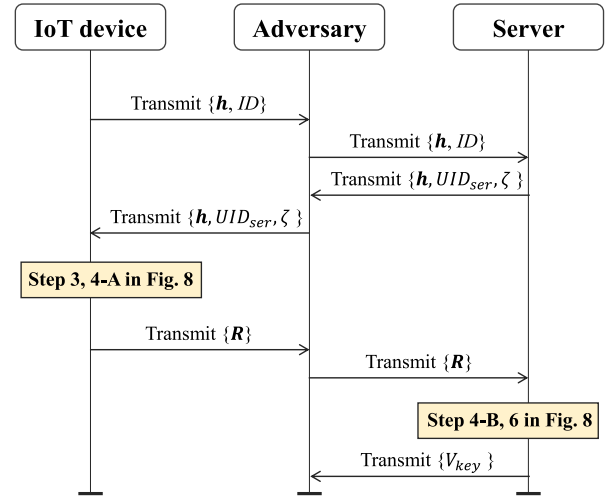 IoT device
Adversary
Server
Transmit {h, ID}
Transmit {h, ID}
Transmit {h, UID_ser, ζ }
Transmit {h, UID_ser, ζ }
Step 3, 4-A in Fig. 8
Transmit {R}
Transmit {R}
Step 4-B, 6 in Fig. 8
Transmit {V_key }